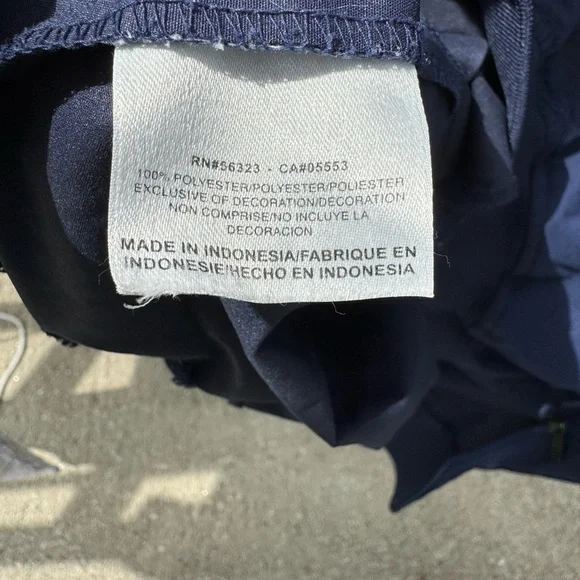 RN#56323 - CA#05553
100% POLYESTER/POLYESTER/POLIESTER
EXCLUSIVE OF DECORATION/DECORATION
NON COMPRISE/NO INCLUYE LA
DECORACION
MADE IN INDONESIA/FABRIQUE EN
INDONESIE/HECHO EN INDONESIA